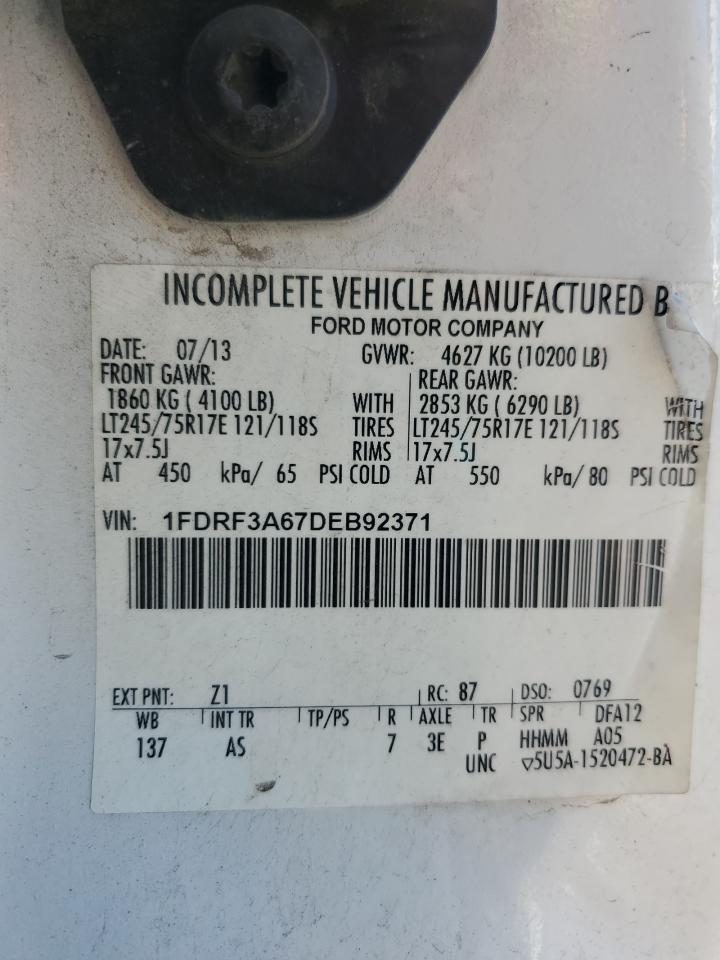 INCOMPLETE VEHICLE MANUFACTURED B
FORD MOTOR COMPANY
DATE: 07/13 GVWR: 4627 KG (10200 LB)
FRONT GAWR: REAR GAWR:
1860 KG ( 4100 LB) WITH 2853 KG ( 6290 LB) WITH
LT245/75R17E 121/118S TIRES LT245/75R17E 121/118S TIRES
17x7.5J RIMS 17x7.5J RIMS
AT 450 kPa/ 65 PSI COLD AT 550 kPa/ 80 PSI COLD
VIN: 1FDRF3A67DEB92371
EXT PNT: Z1 RC: 87 DSO: 0769
WB INT TR TP/PS R AXLE TR SPR DFA12
137 AS 7 3E P HHMM A05
UNC ▽5U5A-1520472-BA